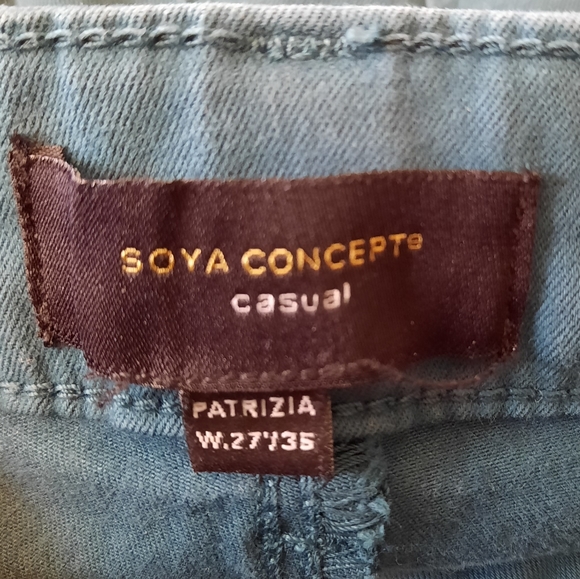 SOYA CONCEPT®
casual
PATRIZIA
W.27"/35